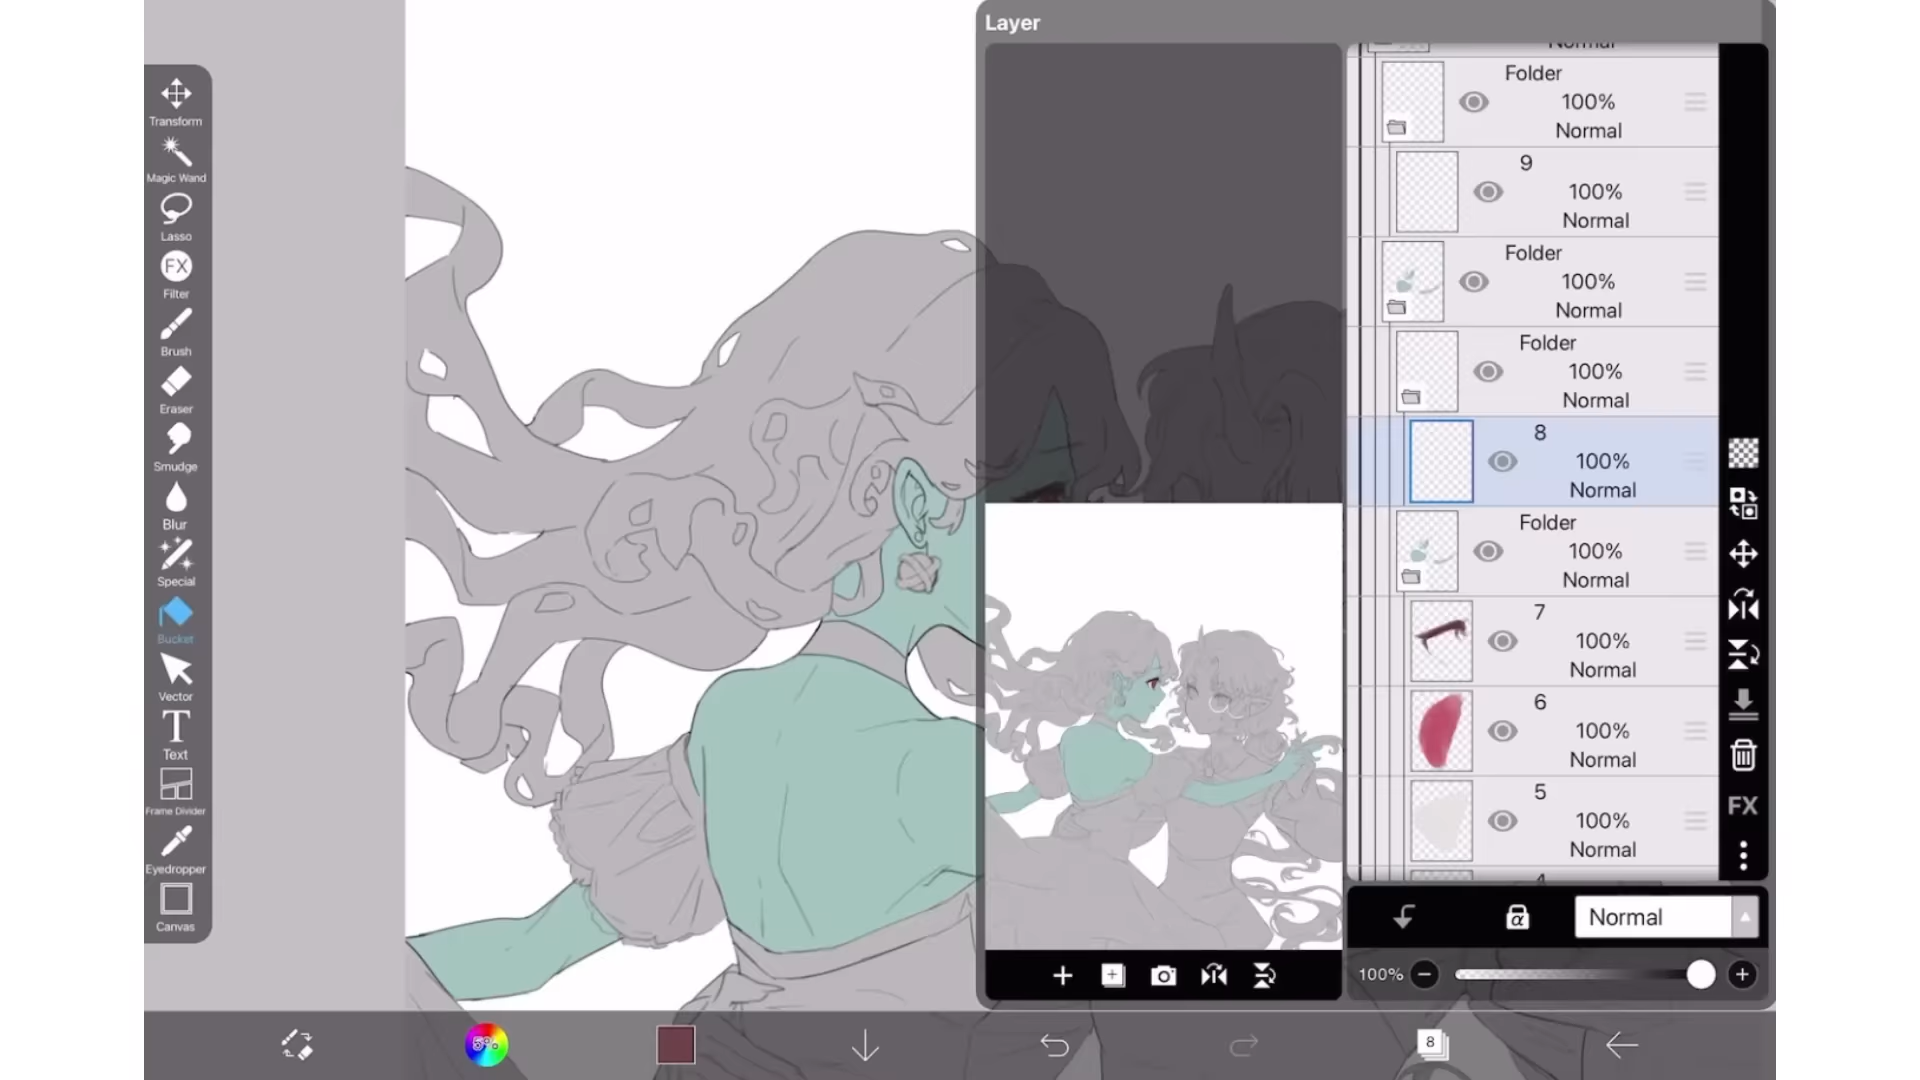 Layer
Transform
Magic Wand
Lasso
FX
Filter
Brush
Eraser
Smudge
Blur
Special
Bucket
Vector
T
Text
Frame Divider
Eyedropper
Canvas
Normal
Folder
100%
Normal
9
100%
Normal
Folder
100%
Normal
Folder
100%
Normal
8
100%
Normal
Folder
100%
Normal
7
100%
Normal
6
100%
Normal
5
100%
Normal
4
FX
α
Normal
100%
8